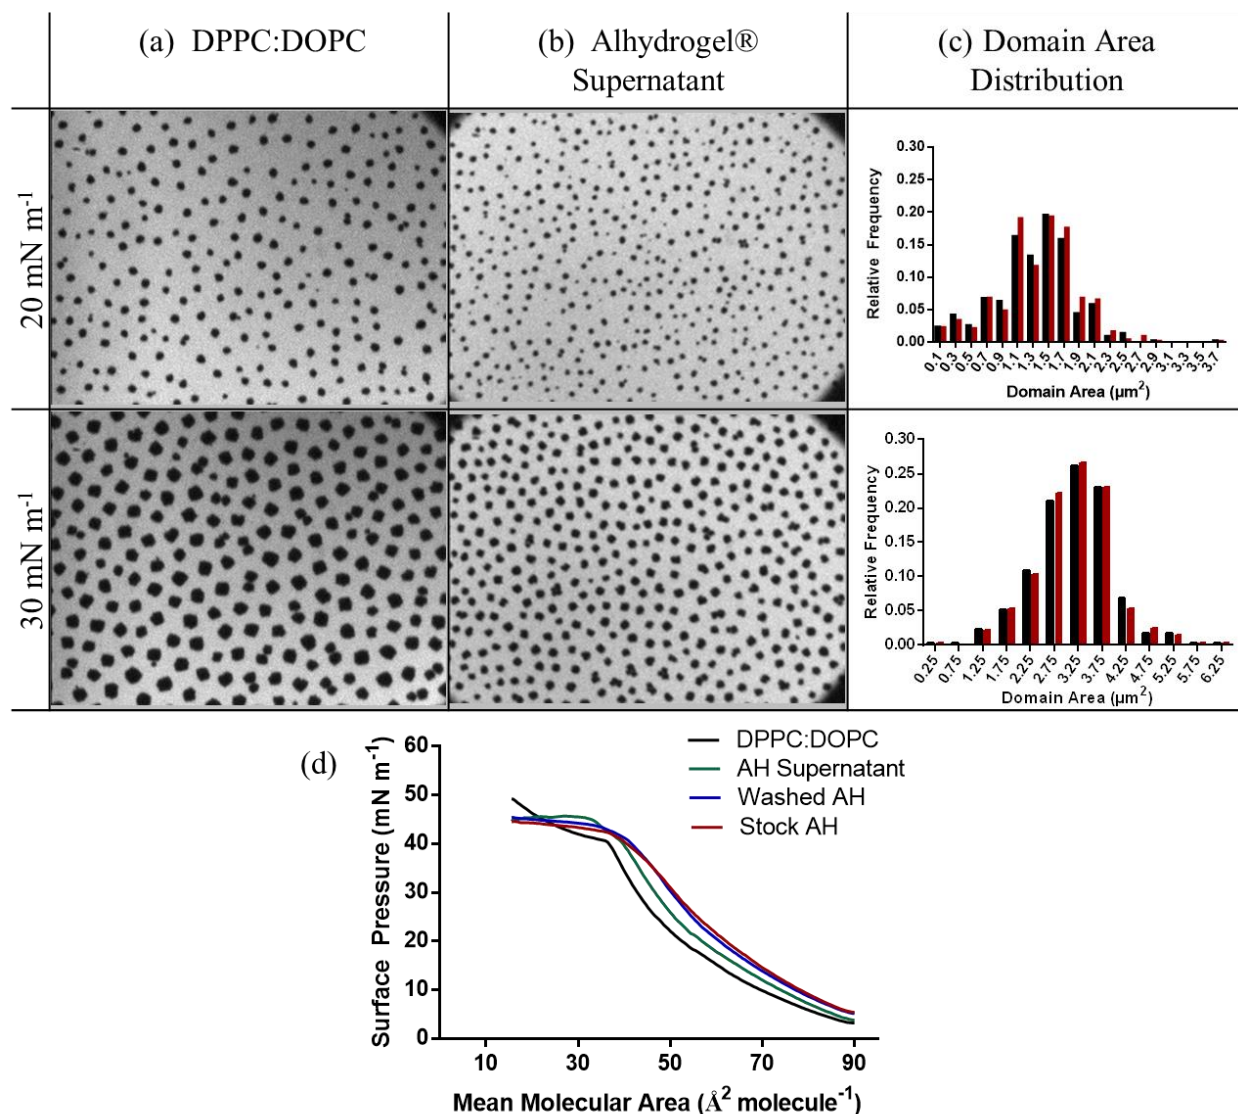 (a) DPPC:DOPC
(b) Alhydrogel®
Supernatant
(c) Domain Area
Distribution
20 mN m⁻¹
0.30
0.25
0.20
0.15
0.10
0.05
0.00
Relative Frequency
0.1 0.3 0.5 0.7 0.9 1.1 1.3 1.5 1.7 1.9 2.1 2.3 2.5 2.7 2.9 3.1 3.3 3.5 3.7
Domain Area (µm²)
30 mN m⁻¹
0.30
0.25
0.20
0.15
0.10
0.05
0.00
Relative Frequency
0.25 0.75 1.25 1.75 2.25 2.75 3.25 3.75 4.25 4.75 5.25 5.75 6.25
Domain Area (µm²)
(d)
60
50
40
30
20
10
0
Surface Pressure (mN m⁻¹)
DPPC:DOPC
AH Supernatant
Washed AH
Stock AH
10 30 50 70 90
Mean Molecular Area (Å² molecule⁻¹)